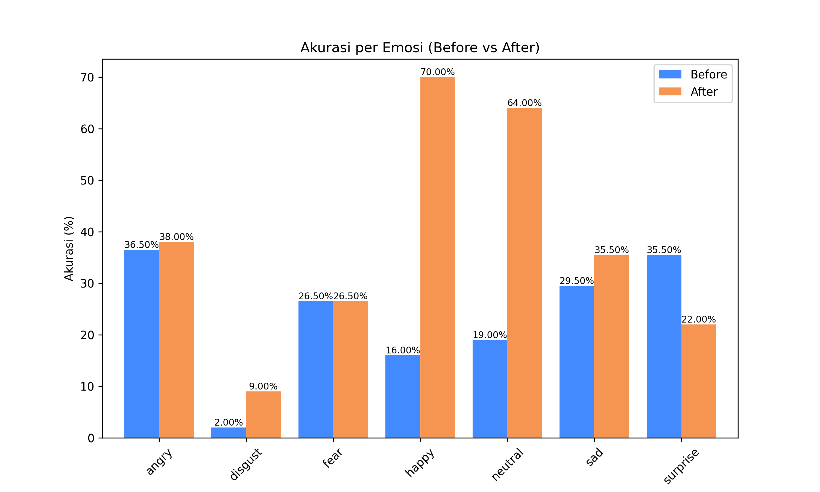 Akurasi per Emosi (Before vs After)
Before
After
Akurasi (%)
70
60
50
40
30
20
10
0
36.50%
38.00%
2.00%
9.00%
26.50%
26.50%
16.00%
70.00%
19.00%
64.00%
29.50%
35.50%
35.50%
22.00%
angry
disgust
fear
happy
neutral
sad
surprise